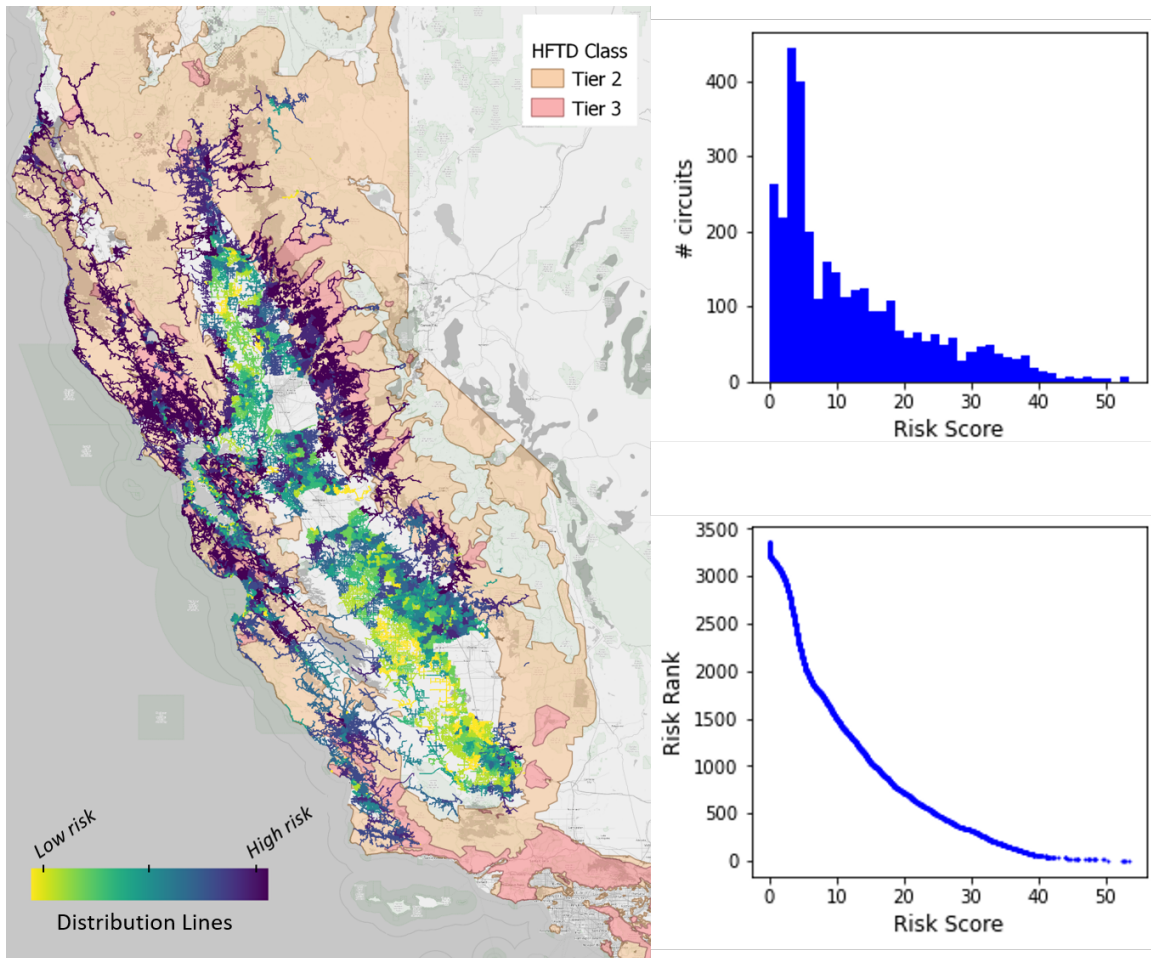 HFTD Class
Tier 2
Tier 3
Low risk
High risk
Distribution Lines
400
300
200
100
0
# circuits
0 10 20 30 40 50
Risk Score
3500
3000
2500
2000
1500
1000
500
0
Risk Rank
0 10 20 30 40 50
Risk Score